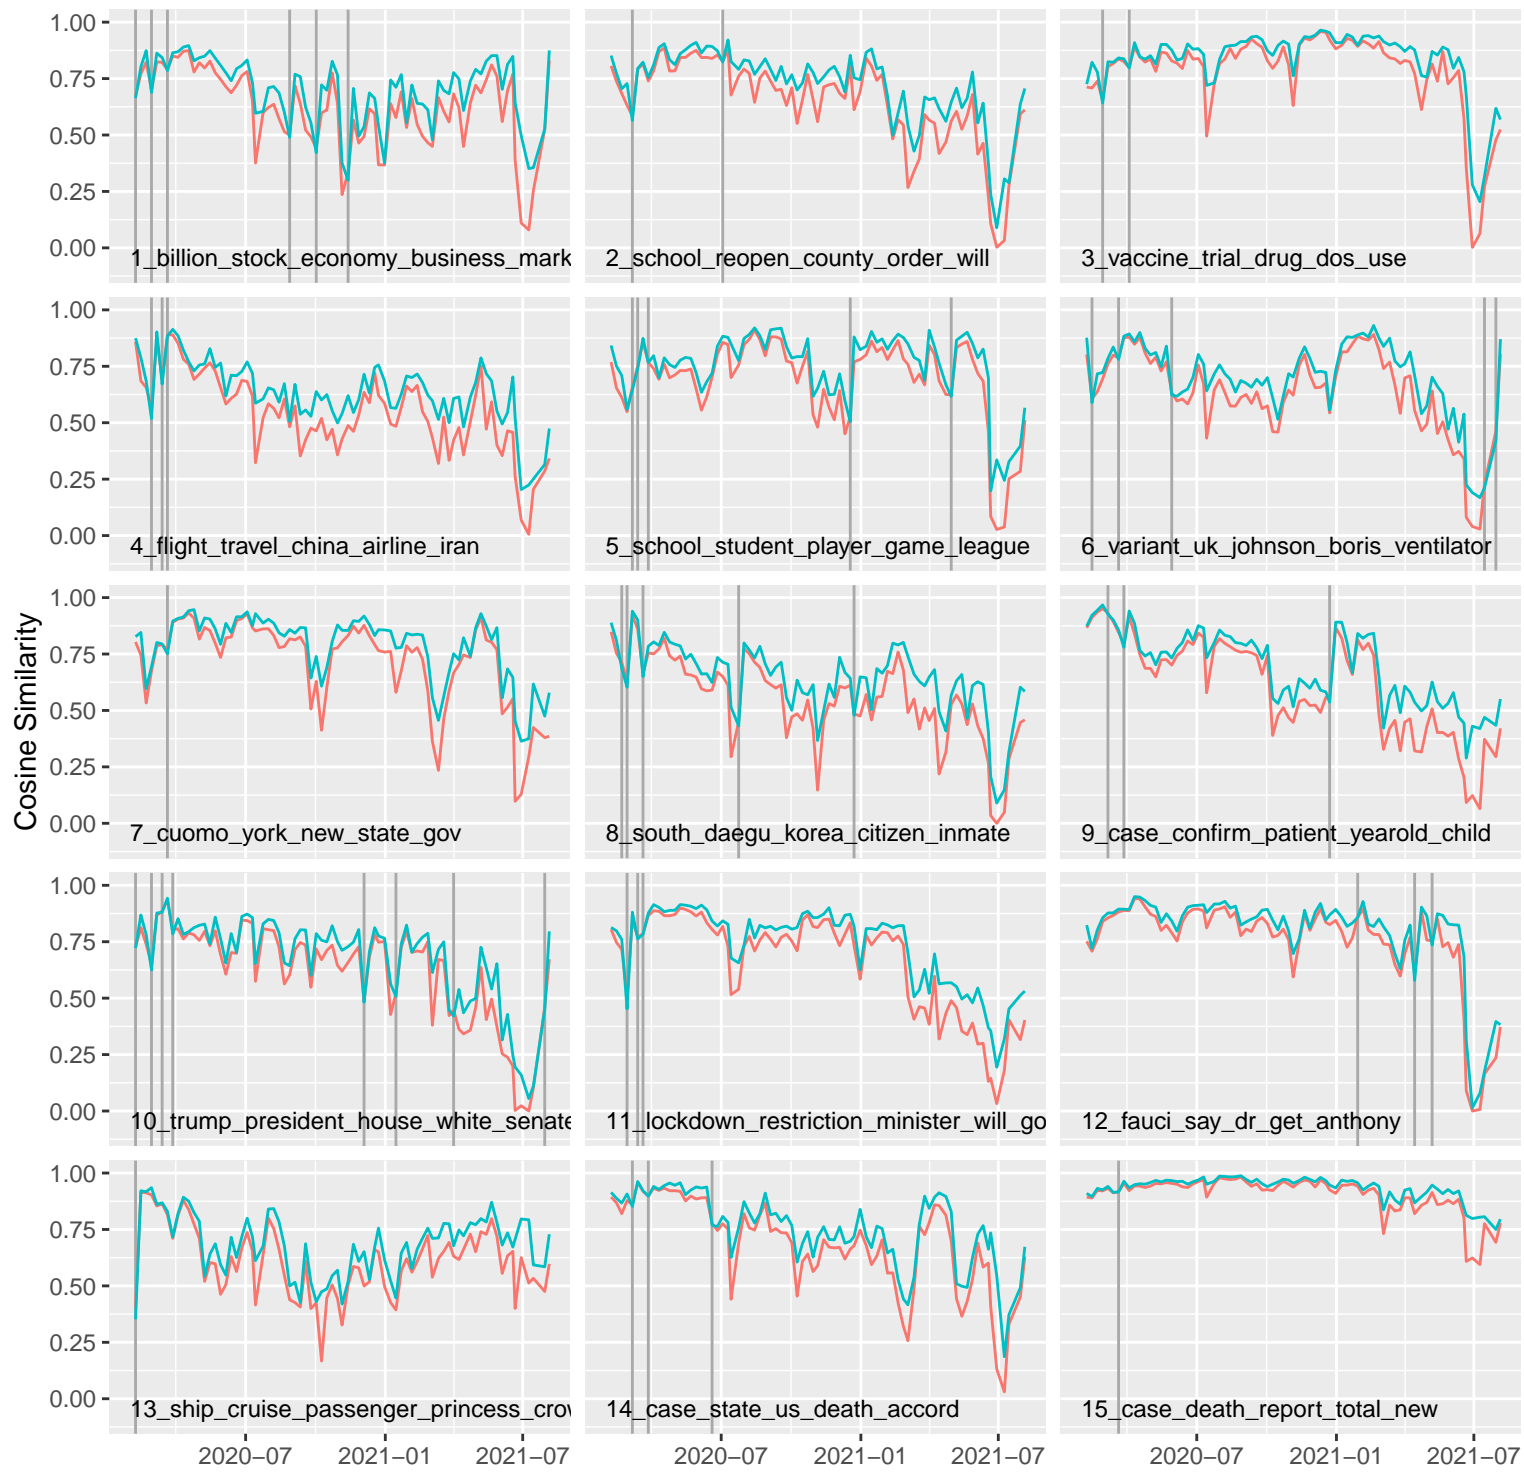 1.00
0.75
0.50
0.25
0.00
1_billion_stock_economy_business_mark
2_school_reopen_county_order_will
3_vaccine_trial_drug_dos_use
1.00
0.75
0.50
0.25
0.00
4_flight_travel_china_airline_iran
5_school_student_player_game_league
6_variant_uk_johnson_boris_ventilator
Cosine Similarity
1.00
0.75
0.50
0.25
0.00
7_cuomo_york_new_state_gov
8_south_daegu_korea_citizen_inmate
9_case_confirm_patient_yearold_child
1.00
0.75
0.50
0.25
0.00
10_trump_president_house_white_senate
11_lockdown_restriction_minister_will_go
12_fauci_say_dr_get_anthony
1.00
0.75
0.50
0.25
0.00
13_ship_cruise_passenger_princess_crow
14_case_state_us_death_accord
15_case_death_report_total_new
2020−07 2021−01 2021−07 2020−07 2021−01 2021−07 2020−07 2021−01 2021−07